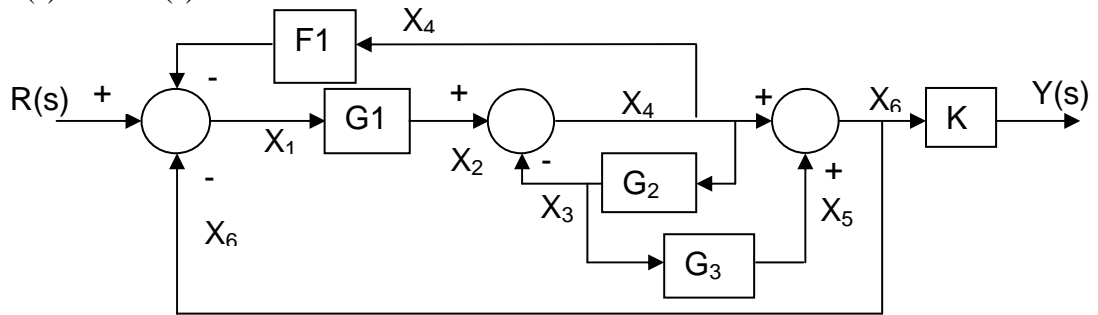 F1
X₄
-
R(s)
+
X₁
G1
+
X₂
-
X₄
+
X₆
K
Y(s)
-
X₃
G₂
+
X₅
X₆
G₃